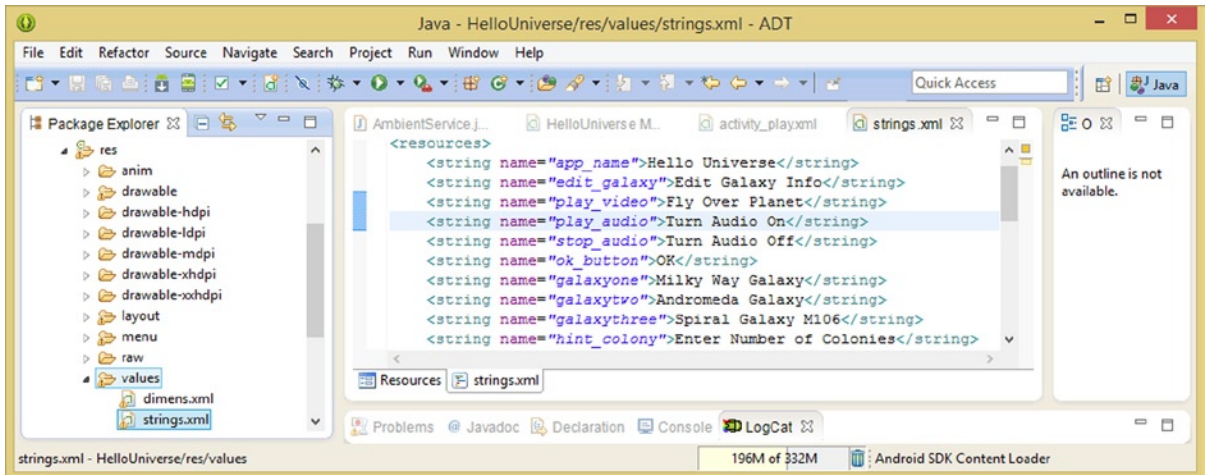 Java - HelloUniverse/res/values/strings.xml - ADT
File Edit Refactor Source Navigate Search Project Run Window Help
Quick Access
Java
Package Explorer
res
anim
drawable
drawable-hdpi
drawable-ldpi
drawable-mdpi
drawable-xhdpi
drawable-xxhdpi
layout
menu
raw
values
dimens.xml
strings.xml
AmbientService.j... HelloUniverse M... activity_play.xml strings.xml
<resources>
<string name="app_name">Hello Universe</string>
<string name="edit_galaxy">Edit Galaxy Info</string>
<string name="play_video">Fly Over Planet</string>
<string name="play_audio">Turn Audio On</string>
<string name="stop_audio">Turn Audio Off</string>
<string name="ok_button">OK</string>
<string name="galaxyone">Milky Way Galaxy</string>
<string name="galaxytwo">Andromeda Galaxy</string>
<string name="galaxythree">Spiral Galaxy M106</string>
<string name="hint_colony">Enter Number of Colonies</string>
Resources strings.xml
O
An outline is not
available.
Problems @ Javadoc Declaration Console LogCat
strings.xml - HelloUniverse/res/values
196M of 332M
Android SDK Content Loader